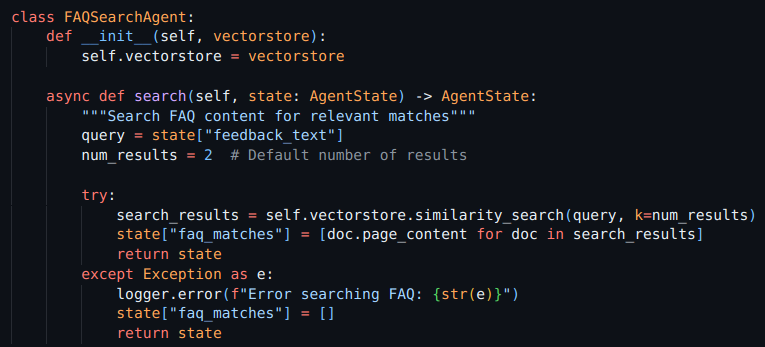 class FAQSearchAgent:
    def __init__(self, vectorstore):
        self.vectorstore = vectorstore

    async def search(self, state: AgentState) -> AgentState:
        """Search FAQ content for relevant matches"""
        query = state["feedback_text"]
        num_results = 2  # Default number of results

        try:
            search_results = self.vectorstore.similarity_search(query, k=num_results)
            state["faq_matches"] = [doc.page_content for doc in search_results]
            return state
        except Exception as e:
            logger.error(f"Error searching FAQ: {str(e)}")
            state["faq_matches"] = []
            return state